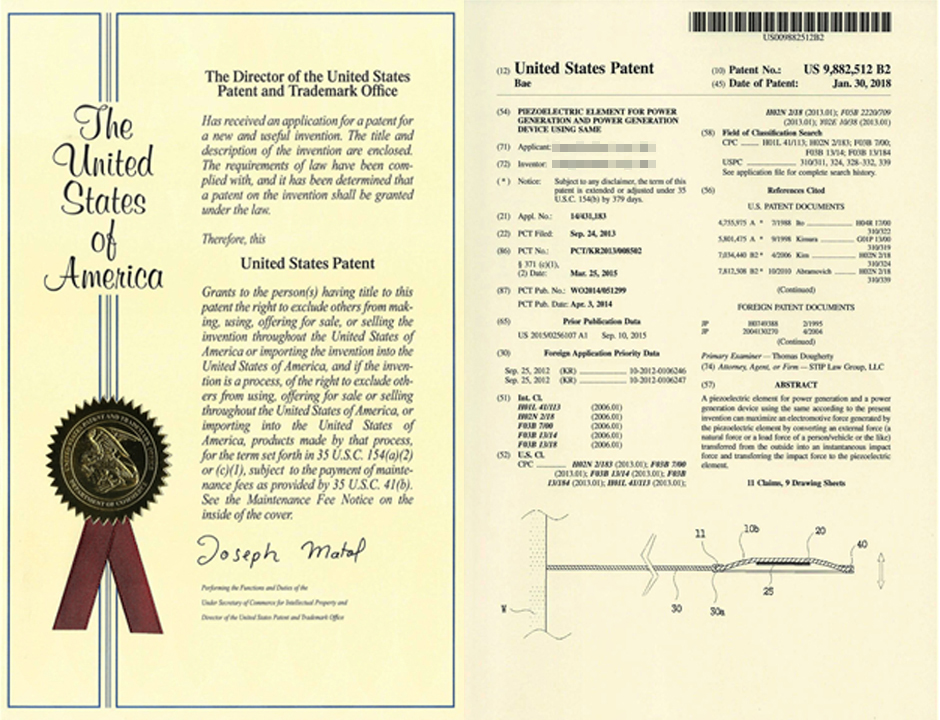 The
United
States
of
America
The Director of the United States
Patent and Trademark Office
Has received an application for a patent for
a new and useful invention. The title and
description of the invention are enclosed.
The requirements of law have been com-
plied with, and it has been determined that
a patent on the invention shall be granted
under the law.
Therefore, this
United States Patent
Grants to the person(s) having title to this
patent the right to exclude others from mak-
ing, using, offering for sale, or selling the
invention throughout the United States of
America or importing the invention into the
United States of America, and if the inven-
tion is a process, of the right to exclude oth-
ers from using, offering for sale or selling
throughout the United States of America, or
importing into the United States of
America, products made by that process,
for the term set forth in 35 U.S.C. 154(a)(2)
or (c)(1), subject to the payment of mainte-
nance fees as provided by 35 U.S.C. 41(b).
See the Maintenance Fee Notice on the
inside of the cover.
Joseph Matal
Performing the Functions and Duties of the
Under Secretary of Commerce for Intellectual Property and
Director of the United States Patent and Trademark Office
US009882512B2
(12) United States Patent
Bae
(10) Patent No.: US 9,882,512 B2
(45) Date of Patent: Jan. 30, 2018
(54) PIEZOELECTRIC ELEMENT FOR POWER
GENERATION AND POWER GENERATION
DEVICE USING SAME
(71) Applicant:
(72) Inventor:
(*) Notice: Subject to any disclaimer, the term of this
patent is extended or adjusted under 35
U.S.C. 154(b) by 379 days.
(21) Appl. No.: 14/431,183
(22) PCT Filed: Sep. 24, 2013
(86) PCT No.: PCT/KR2013/008502
§ 371 (c)(1),
(2) Date: Mar. 25, 2015
(87) PCT Pub. No.: WO2014/051299
PCT Pub. Date: Apr. 3, 2014
(65) Prior Publication Data
US 2015/0256107 A1 Sep. 10, 2015
(30) Foreign Application Priority Data
Sep. 25, 2012 (KR) 10-2012-0106246
Sep. 25, 2012 (KR) 10-2012-0106247
(51) Int. Cl.
H01L 41/113 (2006.01)
H02N 2/18 (2006.01)
F03B 7/00 (2006.01)
F03B 13/14 (2006.01)
F03B 13/18 (2006.01)
(52) U.S. Cl.
CPC H02N 2/183 (2013.01); F03B 7/00
(2013.01); F03B 13/14 (2013.01); F03B
13/184 (2013.01); H01L 41/113 (2013.01);
H02N 2/18 (2013.01); F05B 2220/709
(2013.01); Y02E 10/38 (2013.01)
(58) Field of Classification Search
CPC H01L 41/113; H02N 2/183; F03B 7/00;
F03B 13/14; F03B 13/184
USPC 310/311, 324, 328-332, 339
See application file for complete search history.
(56) References Cited
U.S. PATENT DOCUMENTS
4,755,975 A * 7/1988 Ito H04R 17/00
310/322
5,801,475 A * 9/1998 Kimura G01P 13/00
310/319
7,034,440 B2 * 4/2006 Kim H02N 2/18
310/324
7,812,508 B2 * 10/2010 Abramovich H02N 2/18
310/339
(Continued)
FOREIGN PATENT DOCUMENTS
JP H0749388 2/1995
JP 2004130270 4/2004
(Continued)
Primary Examiner — Thomas Dougherty
(74) Attorney, Agent, or Firm — STIP Law Group, LLC
(57) ABSTRACT
A piezoelectric element for power generation and a power
generation device using the same according to the present
invention can maximize an electromotive force generated by
the piezoelectric element by converting an external force (a
natural force or a load force of a person/vehicle or the like)
transferred from the outside into an instantaneous impact
force and transferring the impact force to the piezoelectric
element.
11 Claims, 9 Drawing Sheets
11
10b
20
40
25
30
30a
W